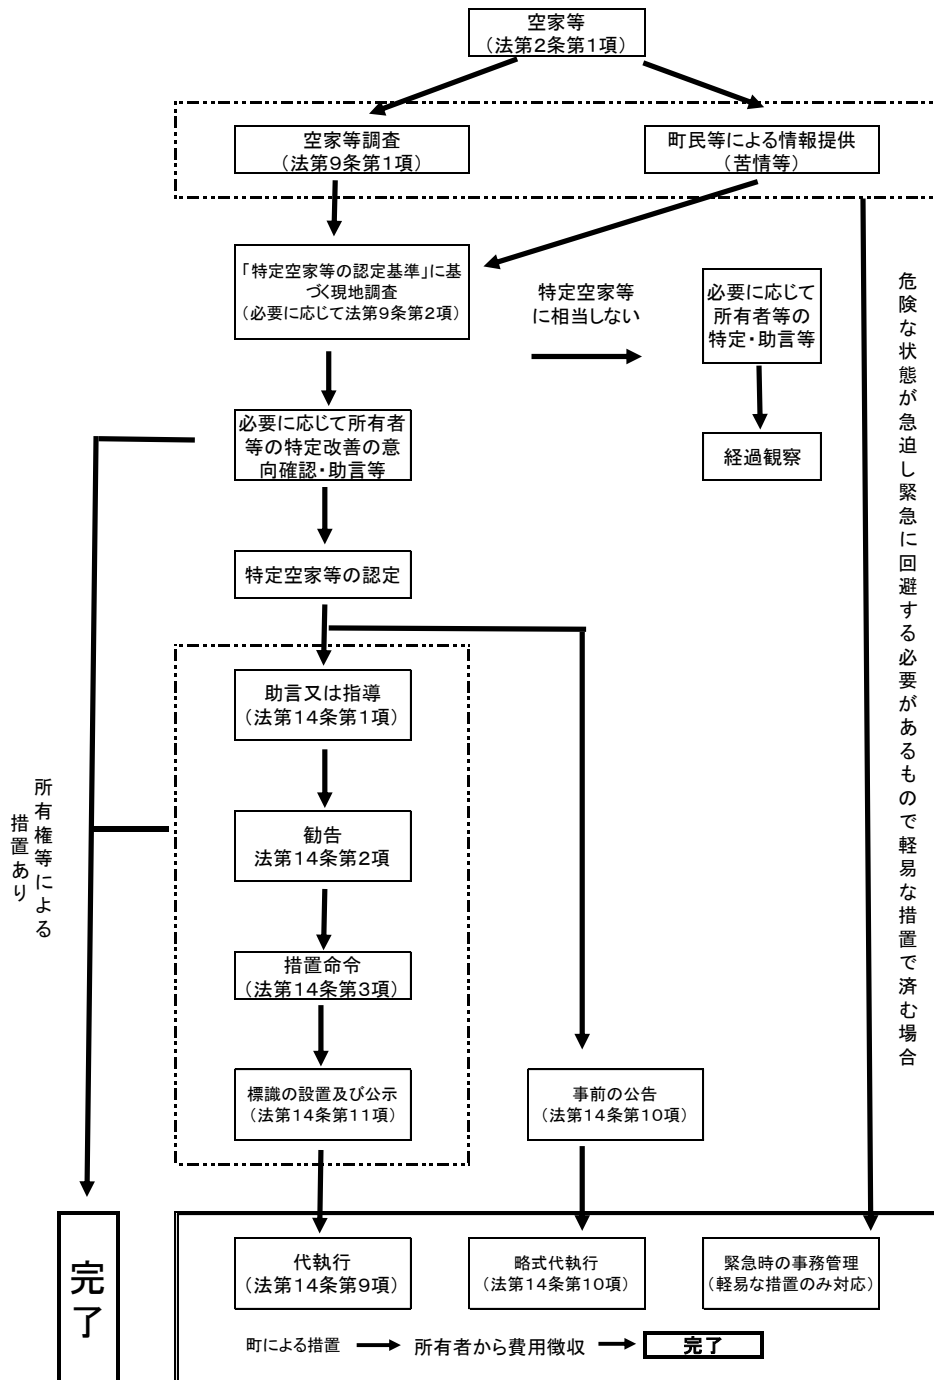 空家等
（法第２条第１項）
空家等調査
（法第９条第１項）
町民等による情報提供
（苦情等）
「特定空家等の認定基準」に基
づく現地調査
（必要に応じて法第９条第２項）
特定空家等
に相当しない
必要に応じて
所有者等の
特定・助言等
経過観察
危険な状態が急迫し緊急に回避する必要があるもので軽易な措置で済む場合
必要に応じて所有者
等の特定改善の意
向確認・助言等
特定空家等の認定
助言又は指導
（法第１４条第１項）
勧告
法第１４条第２項
措置命令
（法第１４条第３項）
標識の設置及び公示
（法第１４条第１１項）
事前の公告
（法第１４条第１０項）
所有権等による
措置あり
完了
代執行
（法第１４条第９項）
略式代執行
（法第１４条第１０項）
緊急時の事務管理
（軽易な措置のみ対応）
町による措置
所有者から費用徴収
完了